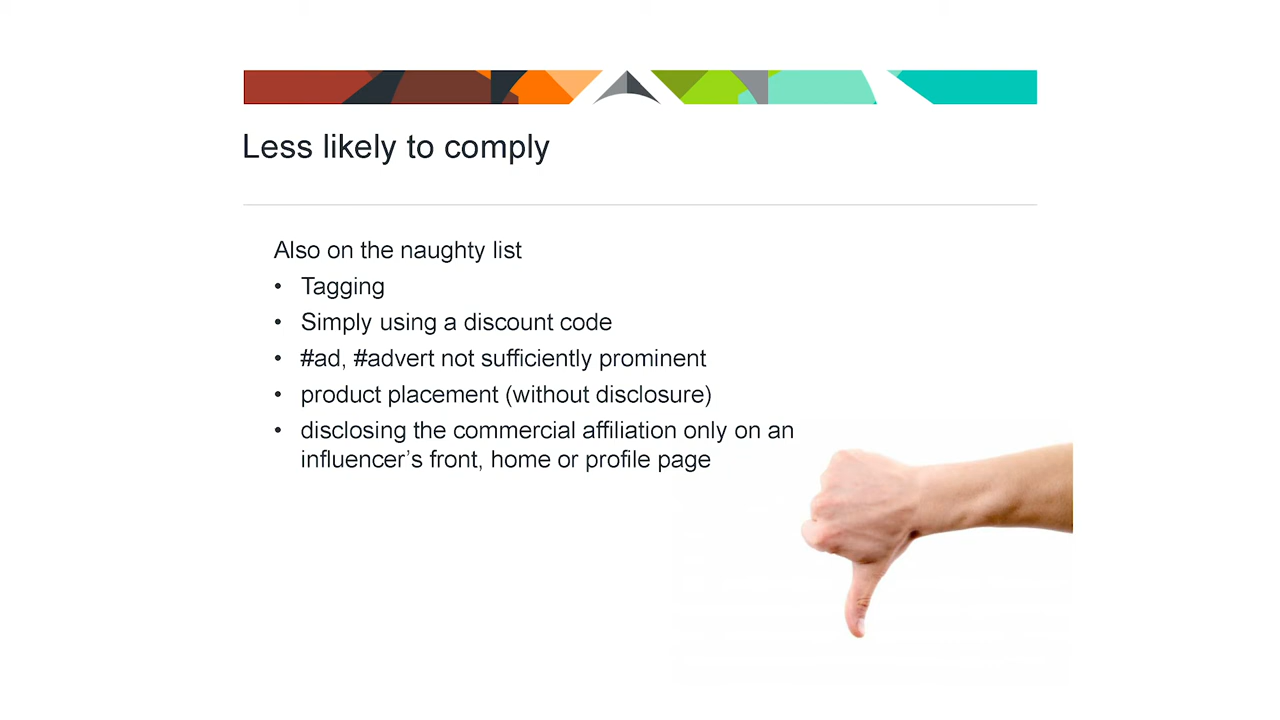 Less likely to comply
Also on the naughty list
• Tagging
• Simply using a discount code
• #ad, #advert not sufficiently prominent
• product placement (without disclosure)
• disclosing the commercial affiliation only on an
influencer’s front, home or profile page